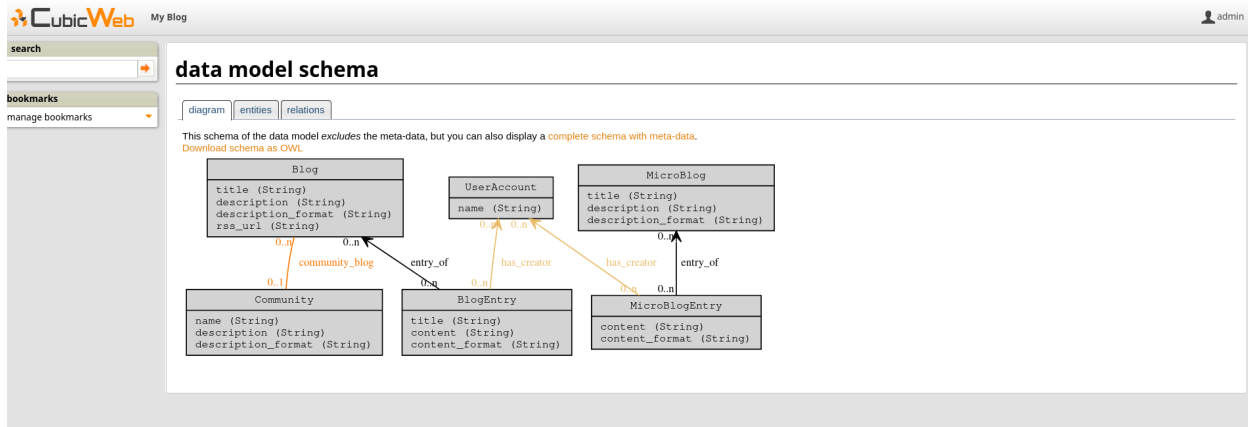 CubicWeb My Blog admin
search
bookmarks
manage bookmarks
data model schema
diagram entities relations
This schema of the data model excludes the meta-data, but you can also display a complete schema with meta-data.
Download schema as OWL
Blog
title (String)
description (String)
description_format (String)
rss_url (String)
UserAccount
name (String)
MicroBlog
title (String)
description (String)
description_format (String)
0..n 0..n 0..n 0..n 0..n
community_blog entry_of has_creator has_creator entry_of
0..1 0..n 0..n 0..n 0..n
Community
name (String)
description (String)
description_format (String)
BlogEntry
title (String)
content (String)
content_format (String)
MicroBlogEntry
content (String)
content_format (String)